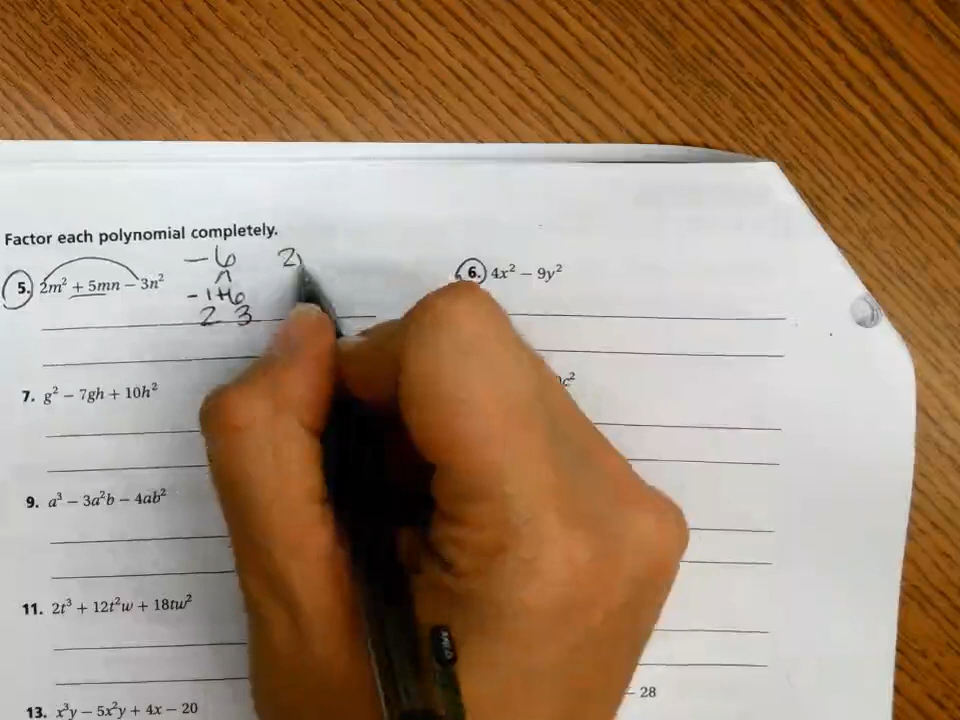 Factor each polynomial completely.
5. 2m² + 5mn – 3n²
– 6
– 1 + 6
2 3
2
6. 4x² – 9y²
7. g² – 7gh + 10h²
c²
9. a³ – 3a²b – 4ab²
11. 2t³ + 12t²w + 18tw²
13. x³y – 5x²y + 4x – 20
– 28